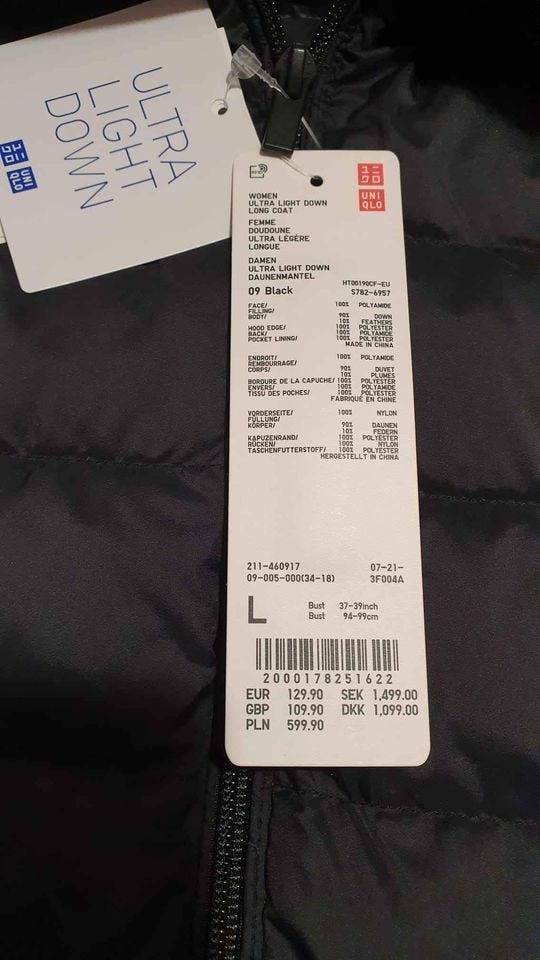 ULTRA
LIGHT
DOWN
ユニ
クロ
UNI
QLO
ユニ
クロ
UNI
QLO
WOMEN
ULTRA LIGHT DOWN
LONG COAT
FEMME
DOUDOUNE
ULTRA LÉGÈRE
LONGUE
DAMEN
ULTRA LIGHT DOWN
DAUNENMANTEL
HT00190CF-EU
09 Black S782-6957
FACE/ 100% POLYAMIDE
FILLING/
BODY/ 90% DOWN
10% FEATHERS
HOOD EDGE/ 100% POLYESTER
BACK/ 100% POLYAMIDE
POCKET LINING/ 100% POLYESTER
MADE IN CHINA
ENDROIT/ 100% POLYAMIDE
REMBOURRAGE/
CORPS/ 90% DUVET
10% PLUMES
BORDURE DE LA CAPUCHE/ 100% POLYESTER
ENVERS/ 100% POLYAMIDE
TISSU DES POCHES/ 100% POLYESTER
FABRIQUÉ EN CHINE
VORDERSEITE/ 100% NYLON
FÜLLUNG/
KÖRPER/ 90% DAUNEN
10% FEDERN
KAPUZENRAND/ 100% POLYESTER
RÜCKEN/ 100% NYLON
TASCHENFUTTERSTOFF/ 100% POLYESTER
HERGESTELLT IN CHINA
211-460917 07-21-
09-005-000(34-18) 3F004A
L Bust 37-39inch
Bust 94-99cm
2000178251622
EUR 129.90 SEK 1,499.00
GBP 109.90 DKK 1,099.00
PLN 599.90